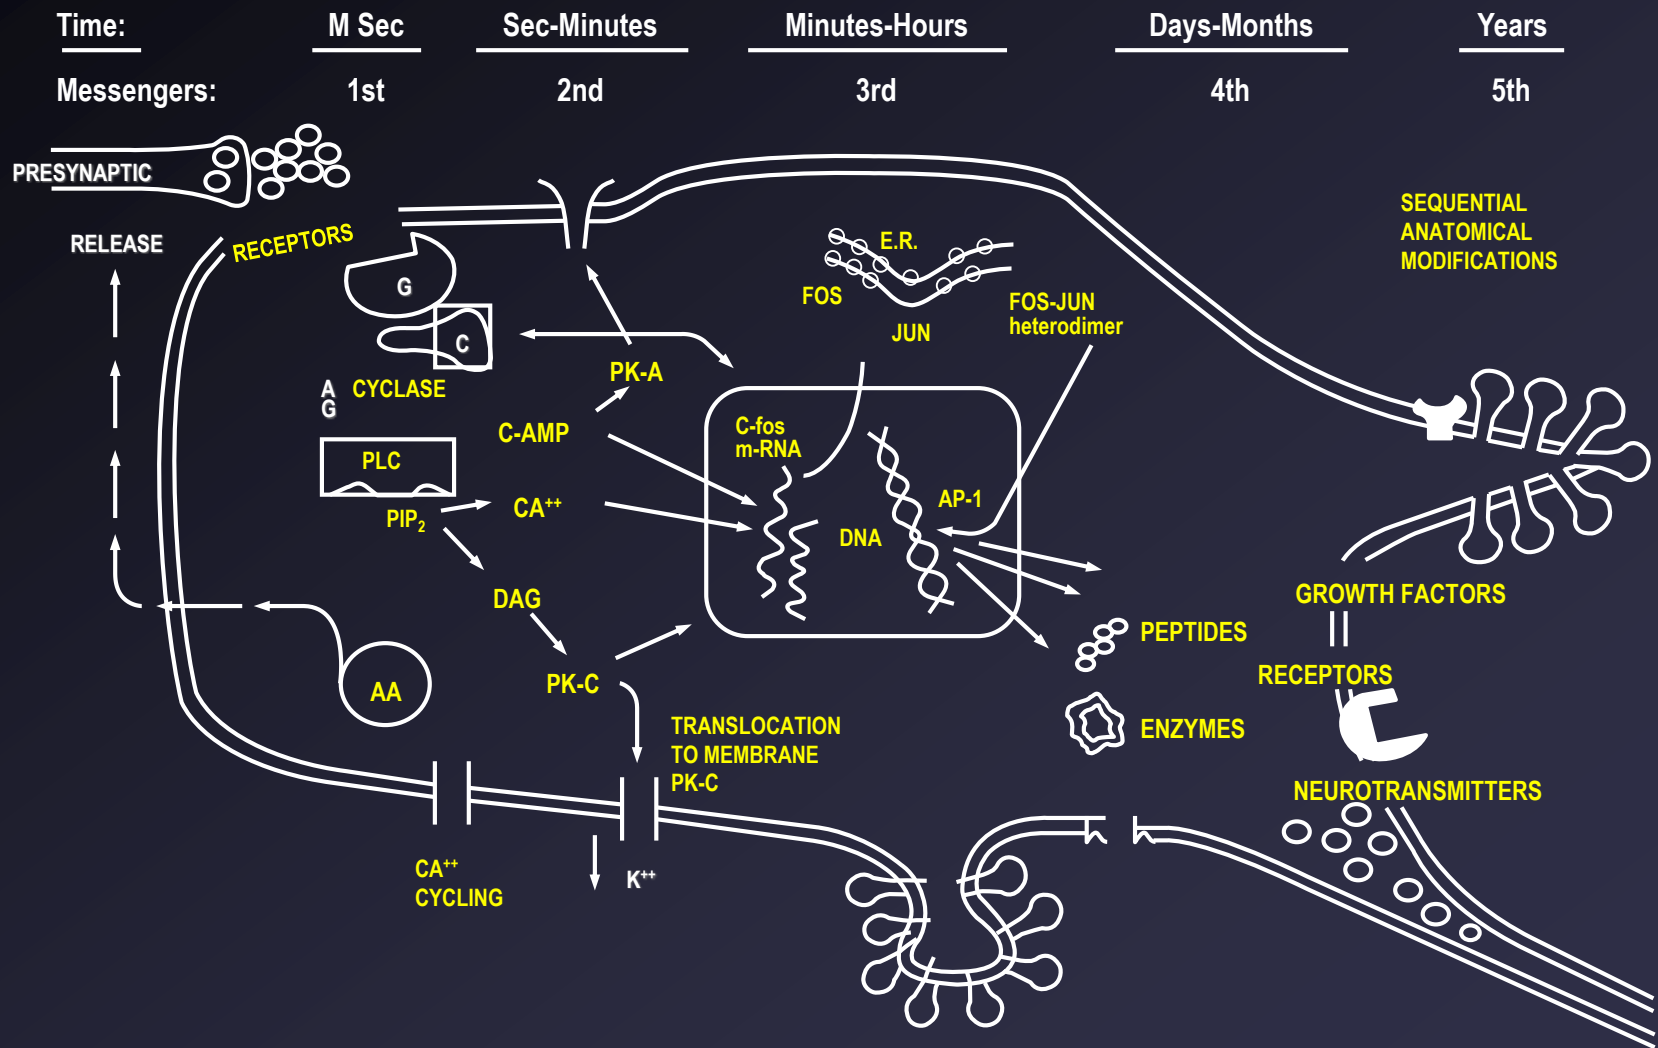 Time: M Sec Sec-Minutes Minutes-Hours Days-Months Years
Messengers: 1st 2nd 3rd 4th 5th
PRESYNAPTIC
RELEASE
RECEPTORS
G
C
A
G
CYCLASE
PLC
PIP2
C-AMP
PK-A
CA++
DAG
PK-C
AA
TRANSLOCATION
TO MEMBRANE
PK-C
CA++
CYCLING
K++
E.R.
FOS
JUN
FOS-JUN
heterodimer
C-fos
m-RNA
DNA
AP-1
PEPTIDES
ENZYMES
SEQUENTIAL
ANATOMICAL
MODIFICATIONS
GROWTH FACTORS
RECEPTORS
NEUROTRANSMITTERS